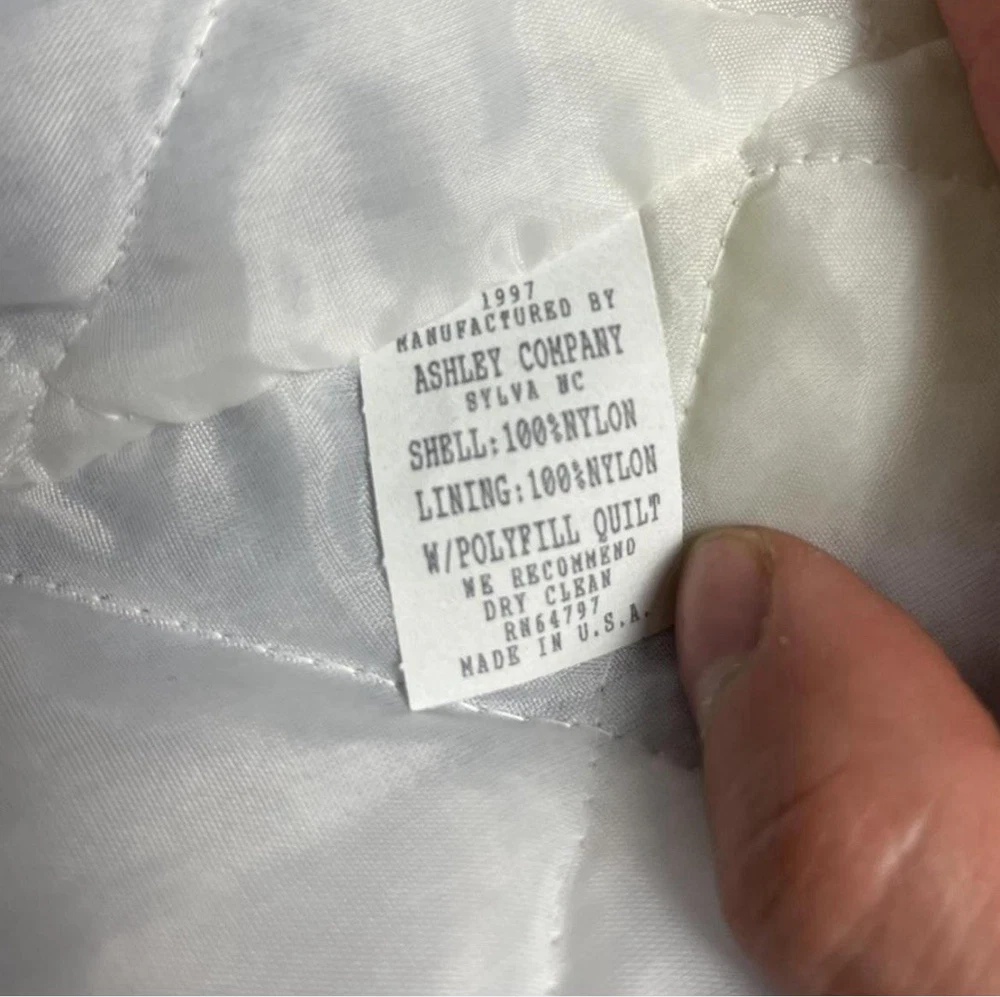 1997
MANUFACTURED BY
ASHLEY COMPANY
SYLVA NC
SHELL:100%NYLON
LINING:100%NYLON
W/POLYFILL QUILT
WE RECOMMEND
DRY CLEAN
RN64797
MADE IN U.S.A.